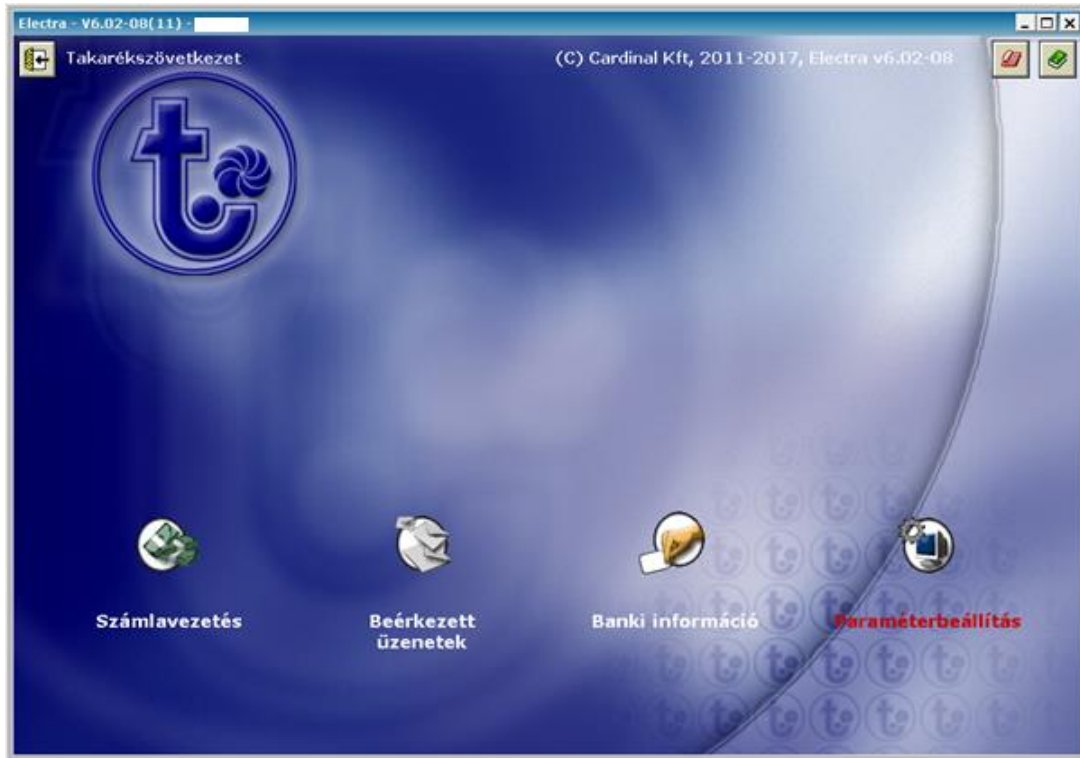 Electra - V6.02-08(11) -
Takarékszövetkezet
(C) Cardinal Kft, 2011-2017, Electra v6.02-08
t
Számlavezetés
Beérkezett
üzenetek
Banki információ
Paraméterbeállítás